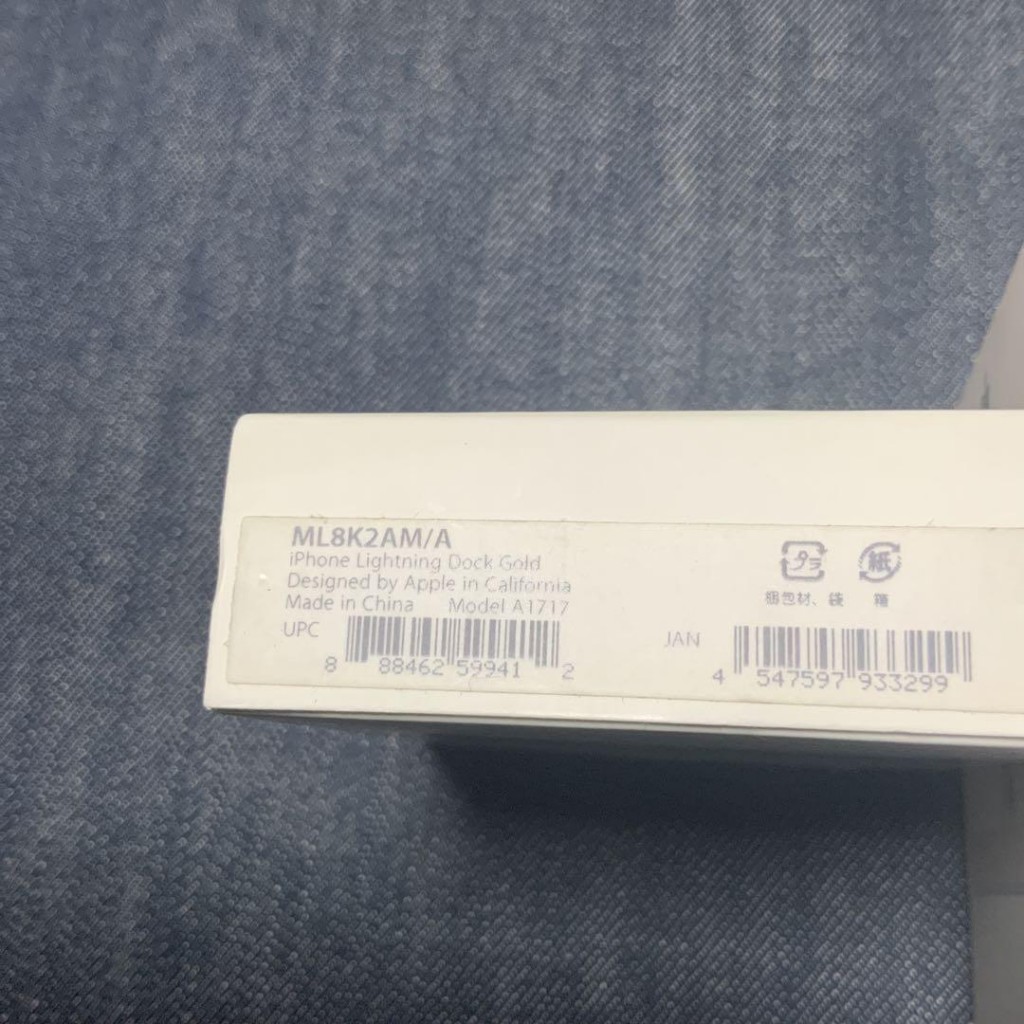 ML8K2AM/A
iPhone Lightning Dock Gold
Designed by Apple in California
Made in China Model A1717
UPC
8 88462 59941 2
プラ 紙
梱包材、袋 箱
JAN
4 547597 933299